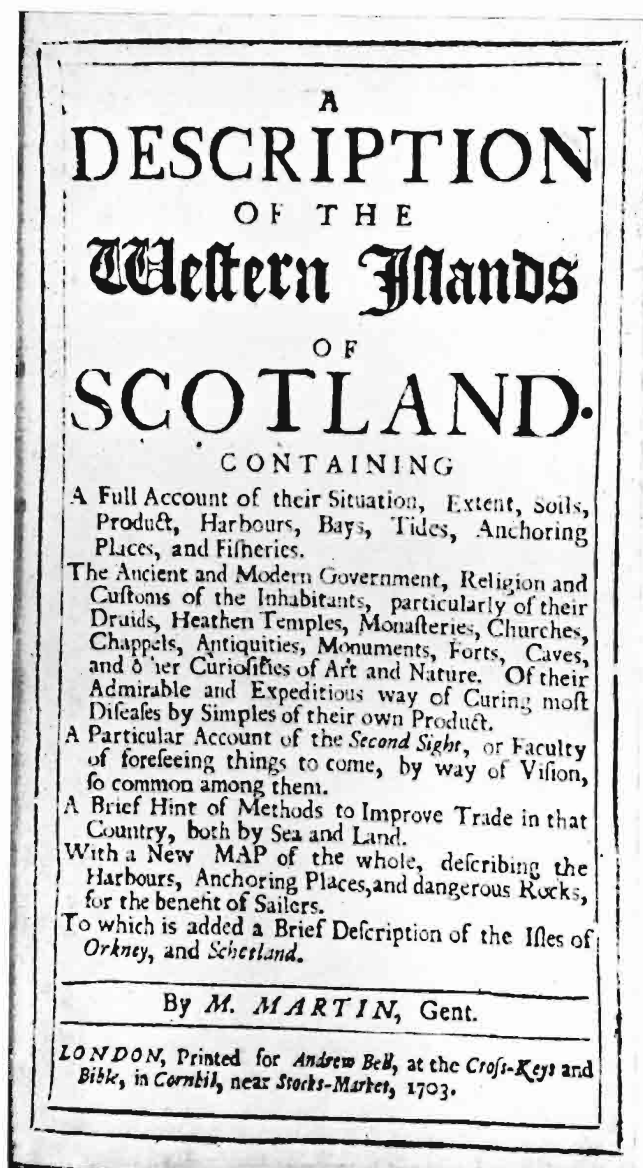 A
DESCRIPTION
OF THE
Weſtern Iſlands
OF
SCOTLAND.
CONTAINING
A Full Account of their Situation, Extent, Soils,
Product, Harbours, Bays, Tides, Anchoring
Places, and Fiſheries.
The Ancient and Modern Government, Religion and
Cuſtoms of the Inhabitants, particularly of their
Druids, Heathen Temples, Monaſteries, Churches,
Chappels, Antiquities, Monuments, Forts, Caves,
and other Curioſities of Art and Nature. Of their
Admirable and Expeditious way of Curing moſt
Diſeaſes by Simples of their own Product.
A Particular Account of the Second Sight, or Faculty
of foreſeeing things to come, by way of Viſion,
ſo common among them.
A Brief Hint of Methods to Improve Trade in that
Country, both by Sea and Land.
With a New MAP of the whole, deſcribing the
Harbours, Anchoring Places, and dangerous Rocks,
for the benefit of Sailers.
To which is added a Brief Deſcription of the Iſles of
Orkney, and Schetland.
By M. MARTIN, Gent.
LONDON, Printed for Andrew Bell, at the Croſs-Keys and
Bible, in Cornhil, near Stocks-Market, 1703.